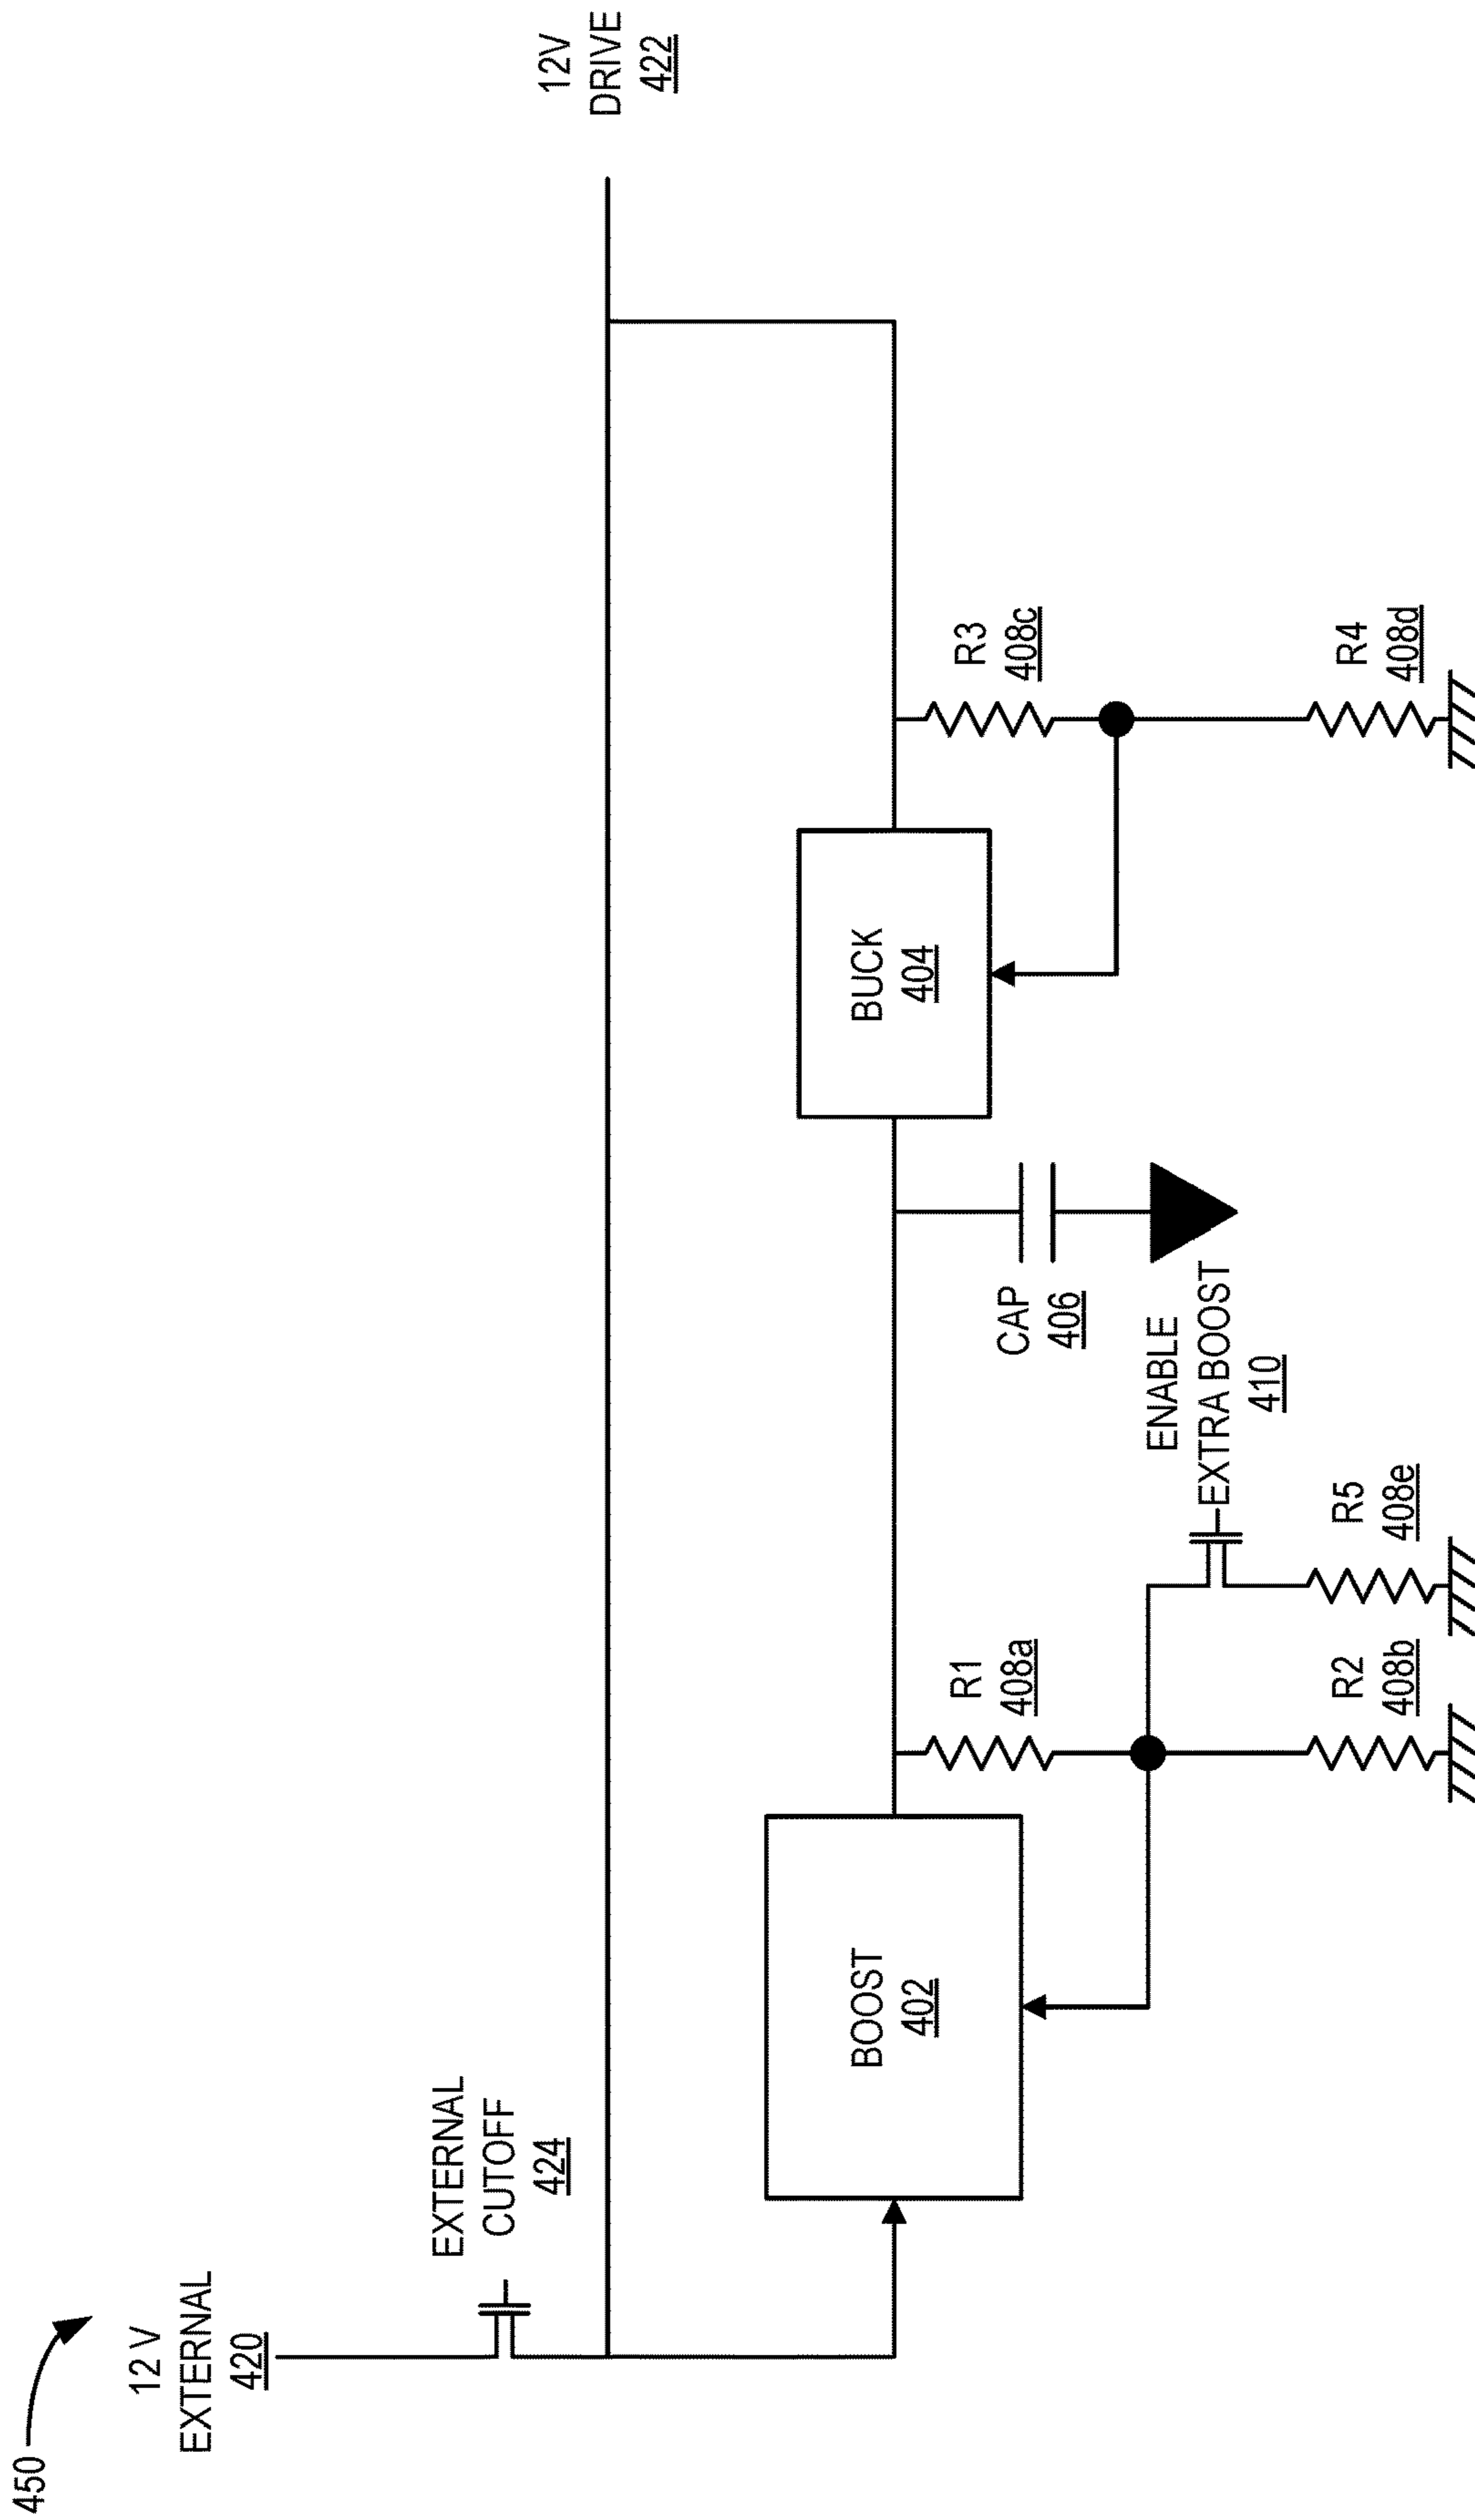 450
12 V
EXTERNAL
420
EXTERNAL
CUTOFF
424
12V
DRIVE
422
BOOST
402
BUCK
404
R1
408a
R2
408b
R5
408e
ENABLE
EXTRA BOOST
410
CAP
406
R3
408c
R4
408d